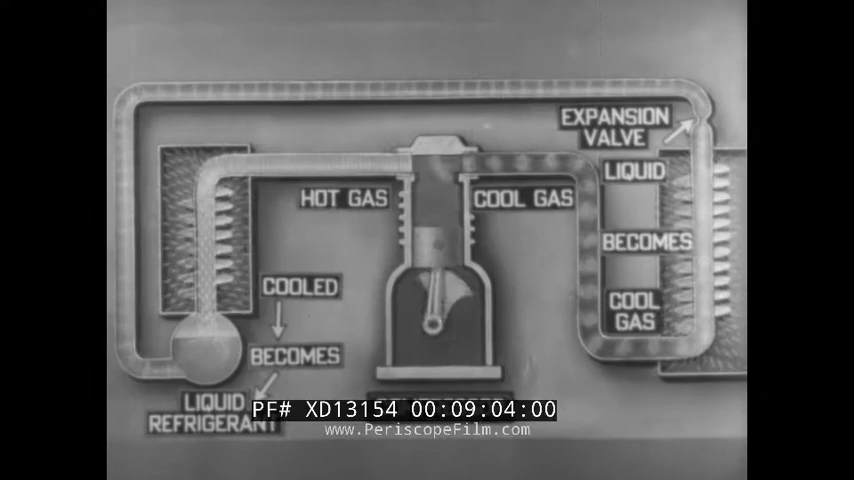 EXPANSION
VALVE
LIQUID
HOT GAS
COOL GAS
BECOMES
COOLED
COOL
GAS
BECOMES
LIQUID
REFRIGERANT
PF# XD13154 00:09:04:00
www.PeriscopeFilm.com